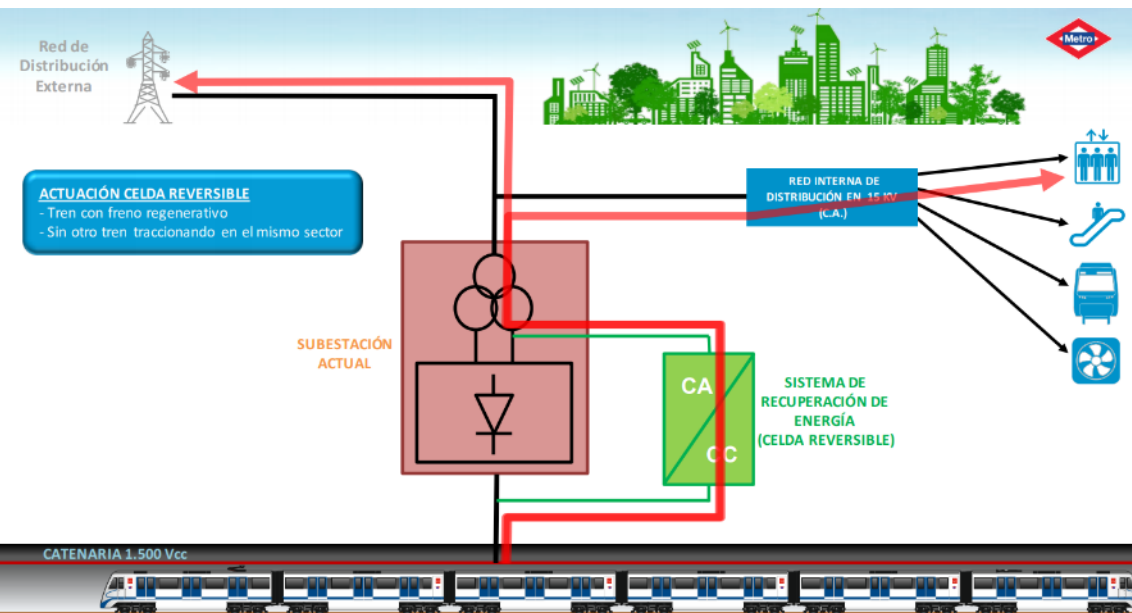 Red de
Distribución
Externa
Metro
ACTUACIÓN CELDA REVERSIBLE
- Tren con freno regenerativo
- Sin otro tren traccionando en el mismo sector
RED INTERNA DE
DISTRIBUCIÓN EN 15 KV
(C.A.)
SUBESTACIÓN
ACTUAL
CA
CC
SISTEMA DE
RECUPERACIÓN DE
ENERGÍA
(CELDA REVERSIBLE)
CATENARIA 1.500 Vcc